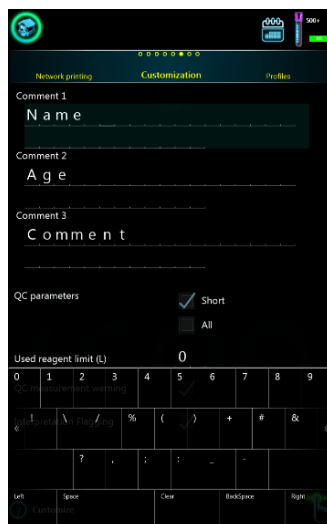 000
500+
Network printing Customization Profiles
Comment 1
Name
Comment 2
Age
Comment 3
Comment
QC parameters
Short
All
Used reagent limit (L) 0
0 1 2 3 4 5 6 7 8 9
QC measurement warning
! \ / % ( ) + # &
Interpretation Flagging
? , ; : _ -
Left Space Clear BackSpace Right
Customize